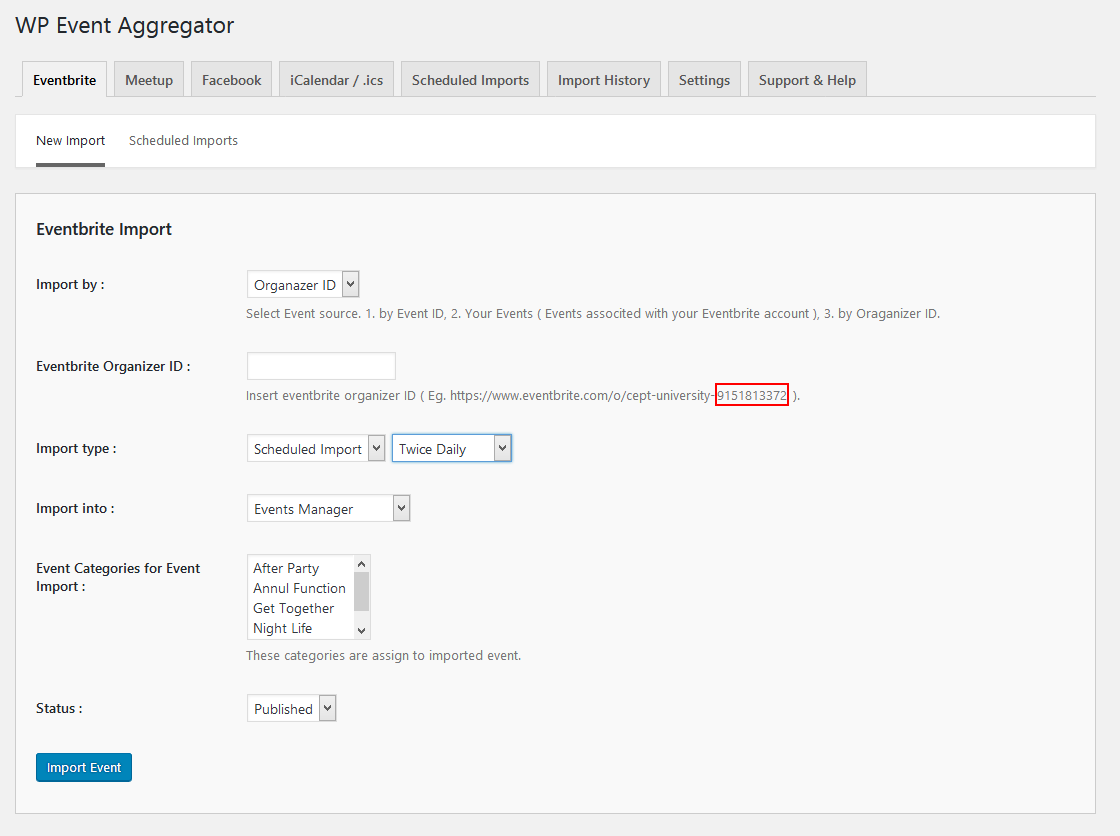 WP Event Aggregator
Eventbrite Meetup Facebook iCalendar / .ics Scheduled Imports Import History Settings Support & Help
New Import Scheduled Imports
Eventbrite Import
Import by : Organazer ID
Select Event source. 1. by Event ID, 2. Your Events ( Events associted with your Eventbrite account ), 3. by Oraganizer ID.
Eventbrite Organizer ID :
Insert eventbrite organizer ID ( Eg. https://www.eventbrite.com/o/cept-university-9151813372 ).
Import type : Scheduled Import Twice Daily
Import into : Events Manager
Event Categories for Event
Import :
After Party
Annul Function
Get Together
Night Life
These categories are assign to imported event.
Status : Published
Import Event